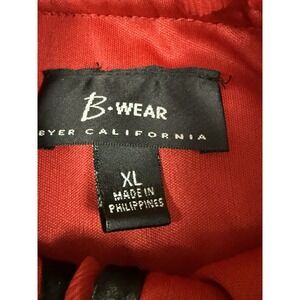 B·WEAR
BYER CALIFORNIA
XL
MADE IN
PHILIPPINES